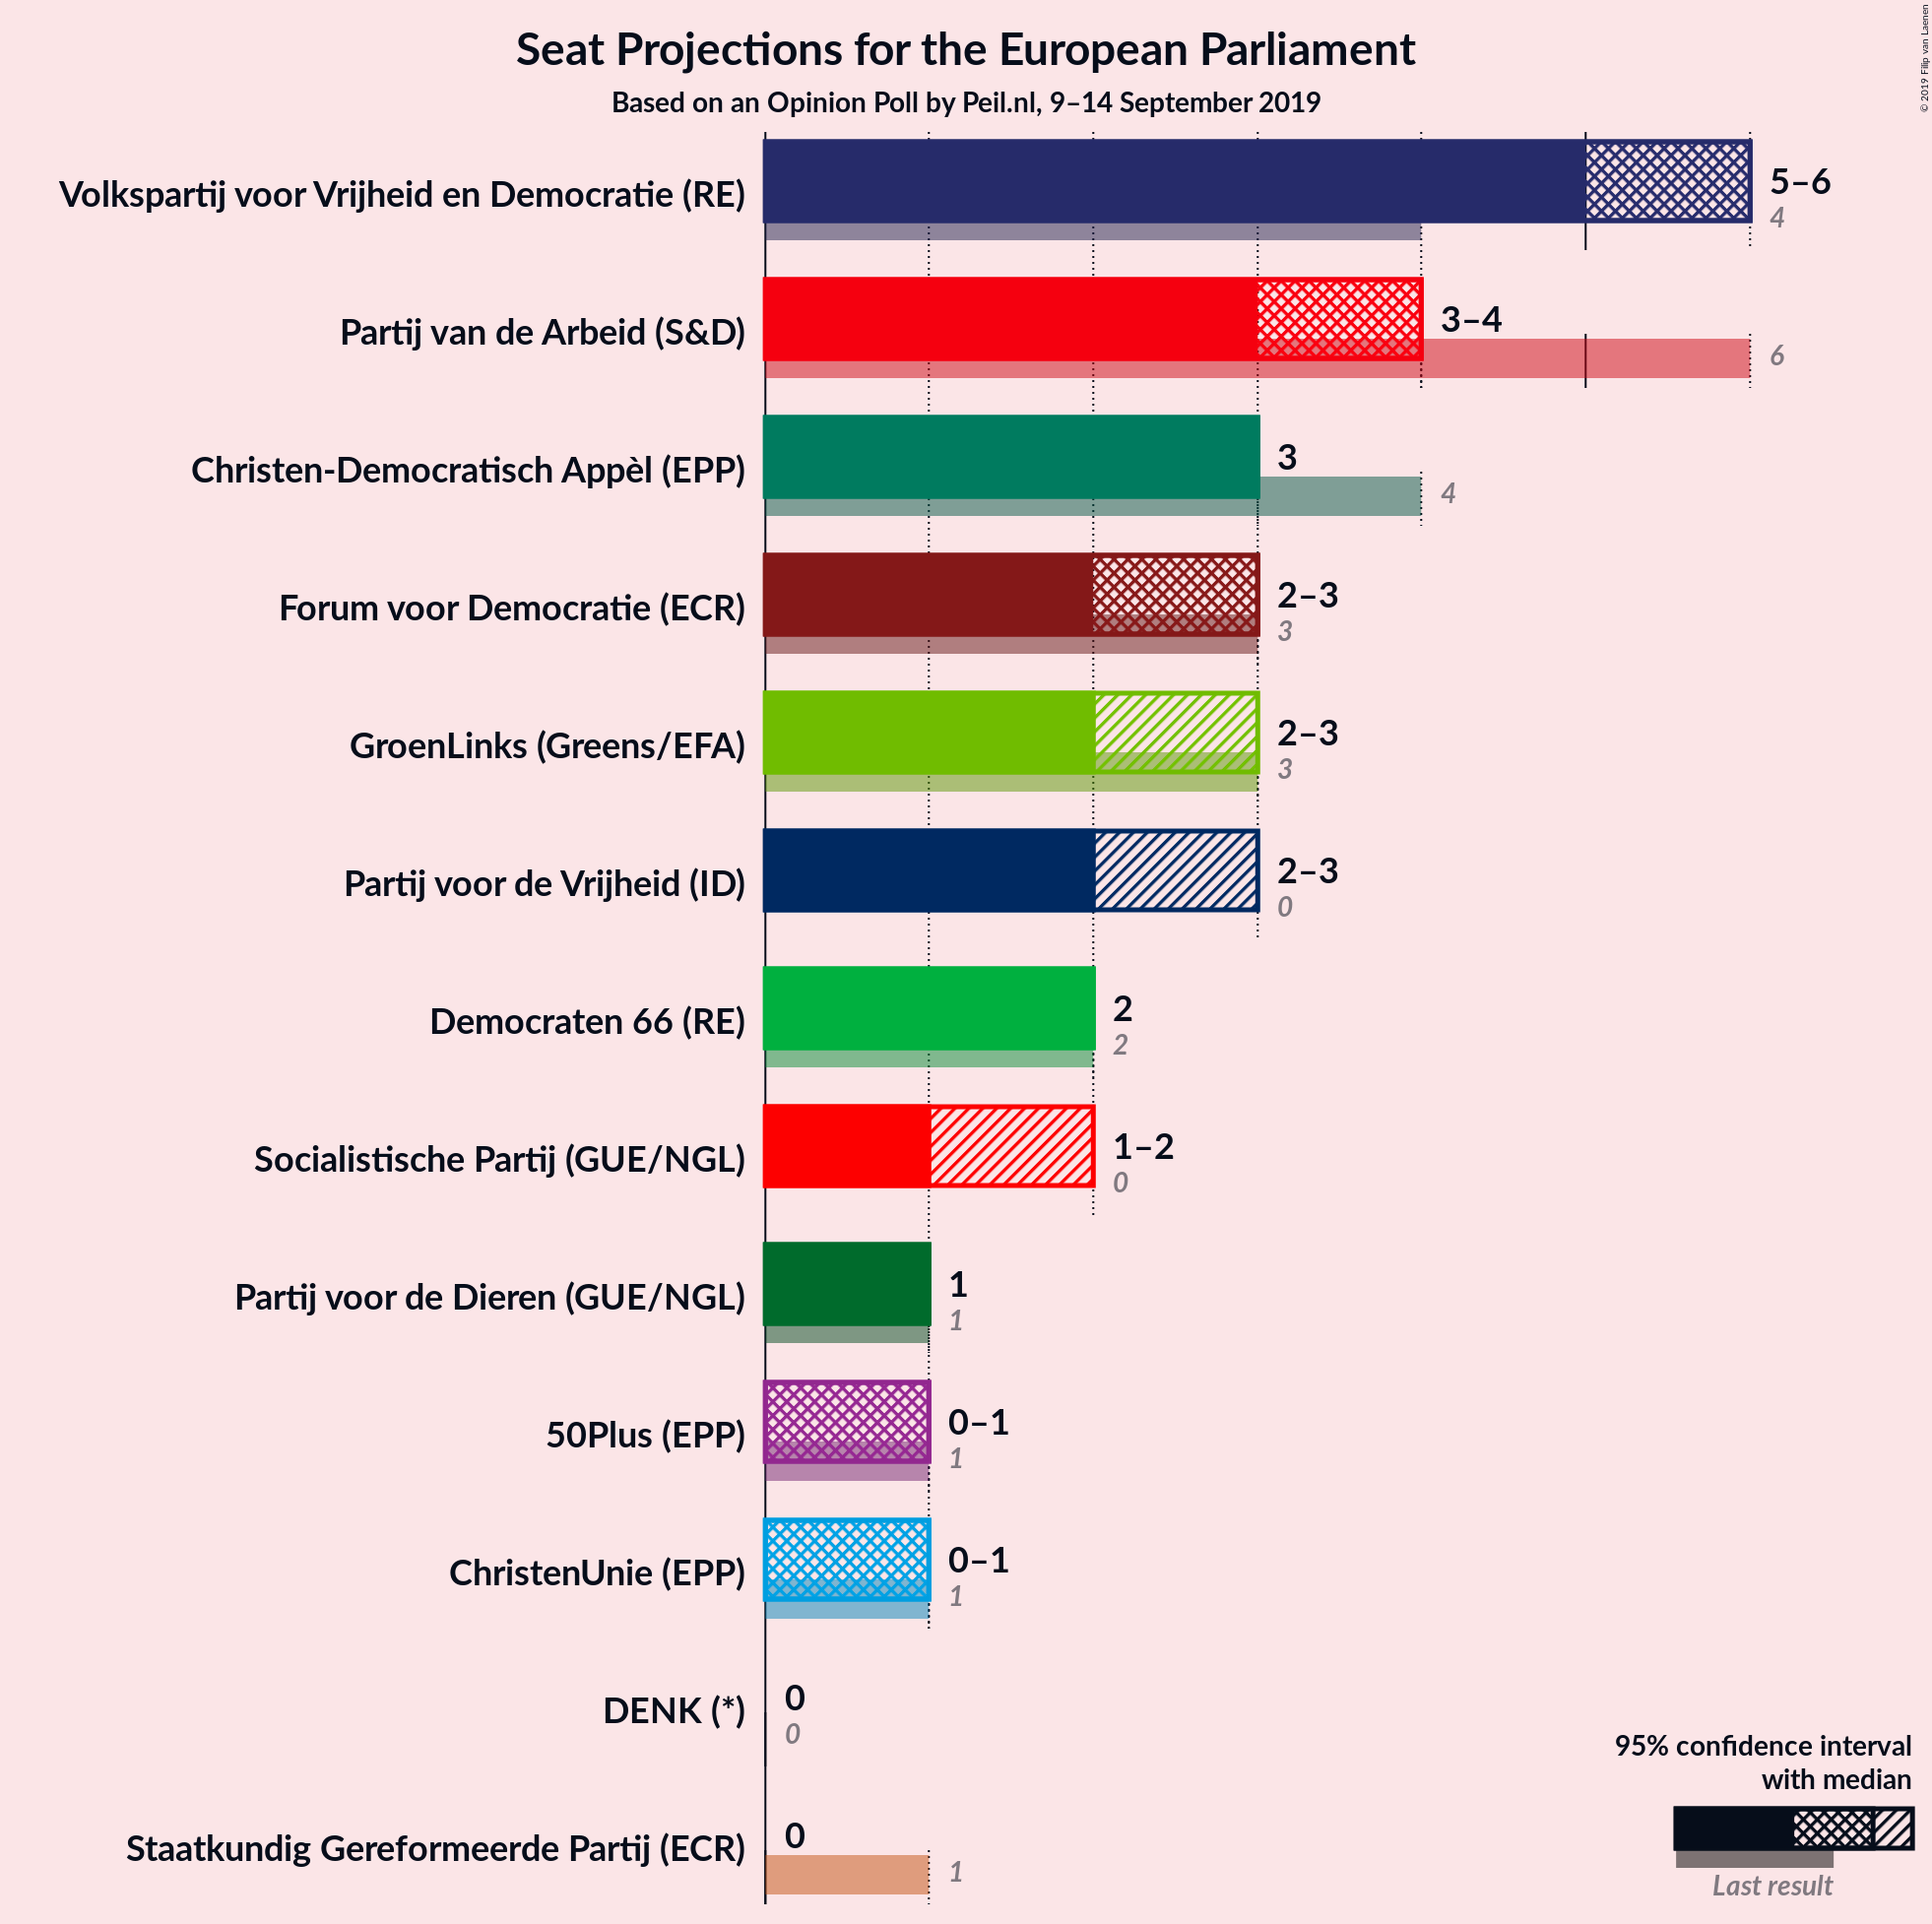 Seat Projections for the European Parliament
Based on an Opinion Poll by Peil.nl, 9–14 September 2019
© 2019 Filip van Laenen
Volkspartij voor Vrijheid en Democratie (RE)
5–6
4
Partij van de Arbeid (S&D)
3–4
6
Christen-Democratisch Appèl (EPP)
3
4
Forum voor Democratie (ECR)
2–3
3
GroenLinks (Greens/EFA)
2–3
3
Partij voor de Vrijheid (ID)
2–3
0
Democraten 66 (RE)
2
2
Socialistische Partij (GUE/NGL)
1–2
0
Partij voor de Dieren (GUE/NGL)
1
1
50Plus (EPP)
0–1
1
ChristenUnie (EPP)
0–1
1
DENK (*)
0
0
Staatkundig Gereformeerde Partij (ECR)
0
1
95% confidence interval
with median
Last result